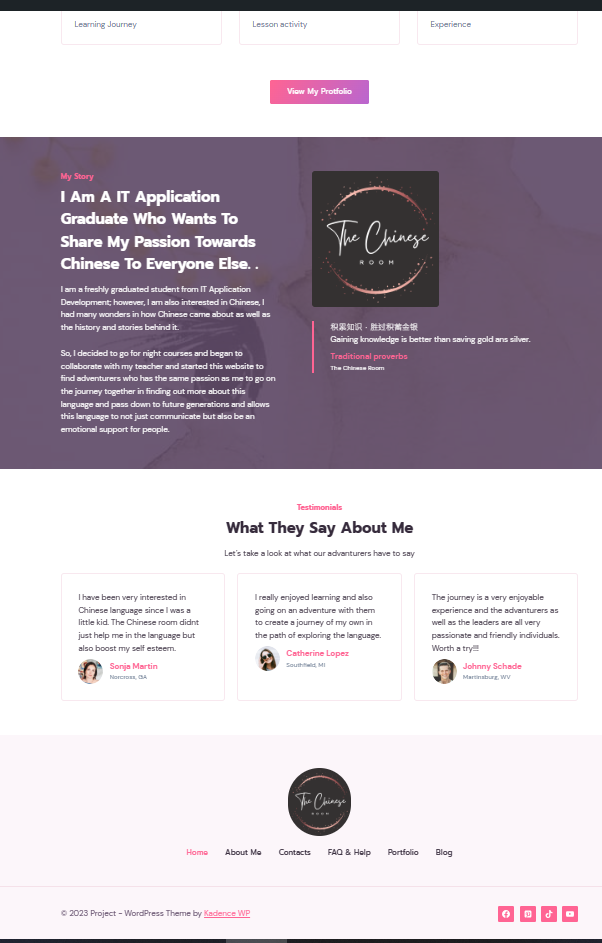 Learning Journey
Lesson activity
Experience
View My Protfolio
My Story
I Am A IT Application
Graduate Who Wants To
Share My Passion Towards
Chinese To Everyone Else. .
I am a freshly graduated student from IT Application
Development; however, I am also interested in Chinese, I
had many wonders in how Chinese came about as well as
the history and stories behind it.
So, I decided to go for night courses and began to
collaborate with my teacher and started this website to
find adventurers who has the same passion as me to go on
the journey together in finding out more about this
language and pass down to future generations and allows
this language to not just communicate but also be an
emotional support for people.
The Chinese
ROOM
积累知识，胜过积蓄金银
Gaining knowledge is better than saving gold ans silver.
Traditional proverbs
The Chinese Room
Testimonials
What They Say About Me
Let's take a look at what our advanturers have to say
I have been very interested in
Chinese language since I was a
little kid. The Chinese room didnt
just help me in the language but
also boost my self esteem.
Sonja Martin
Norcross, GA
I really enjoyed learning and also
going on an adventure with them
to create a journey of my own in
the path of exploring the language.
Catherine Lopez
Southfield, MI
The journey is a very enjoyable
experience and the advanturers as
well as the leaders are all very
passionate and friendly individuals.
Worth a try!!!
Johnny Schade
Martinsburg, WV
The Chinese
ROOM
Home
About Me
Contacts
FAQ & Help
Portfolio
Blog
© 2023 Project - WordPress Theme by Kadence WP